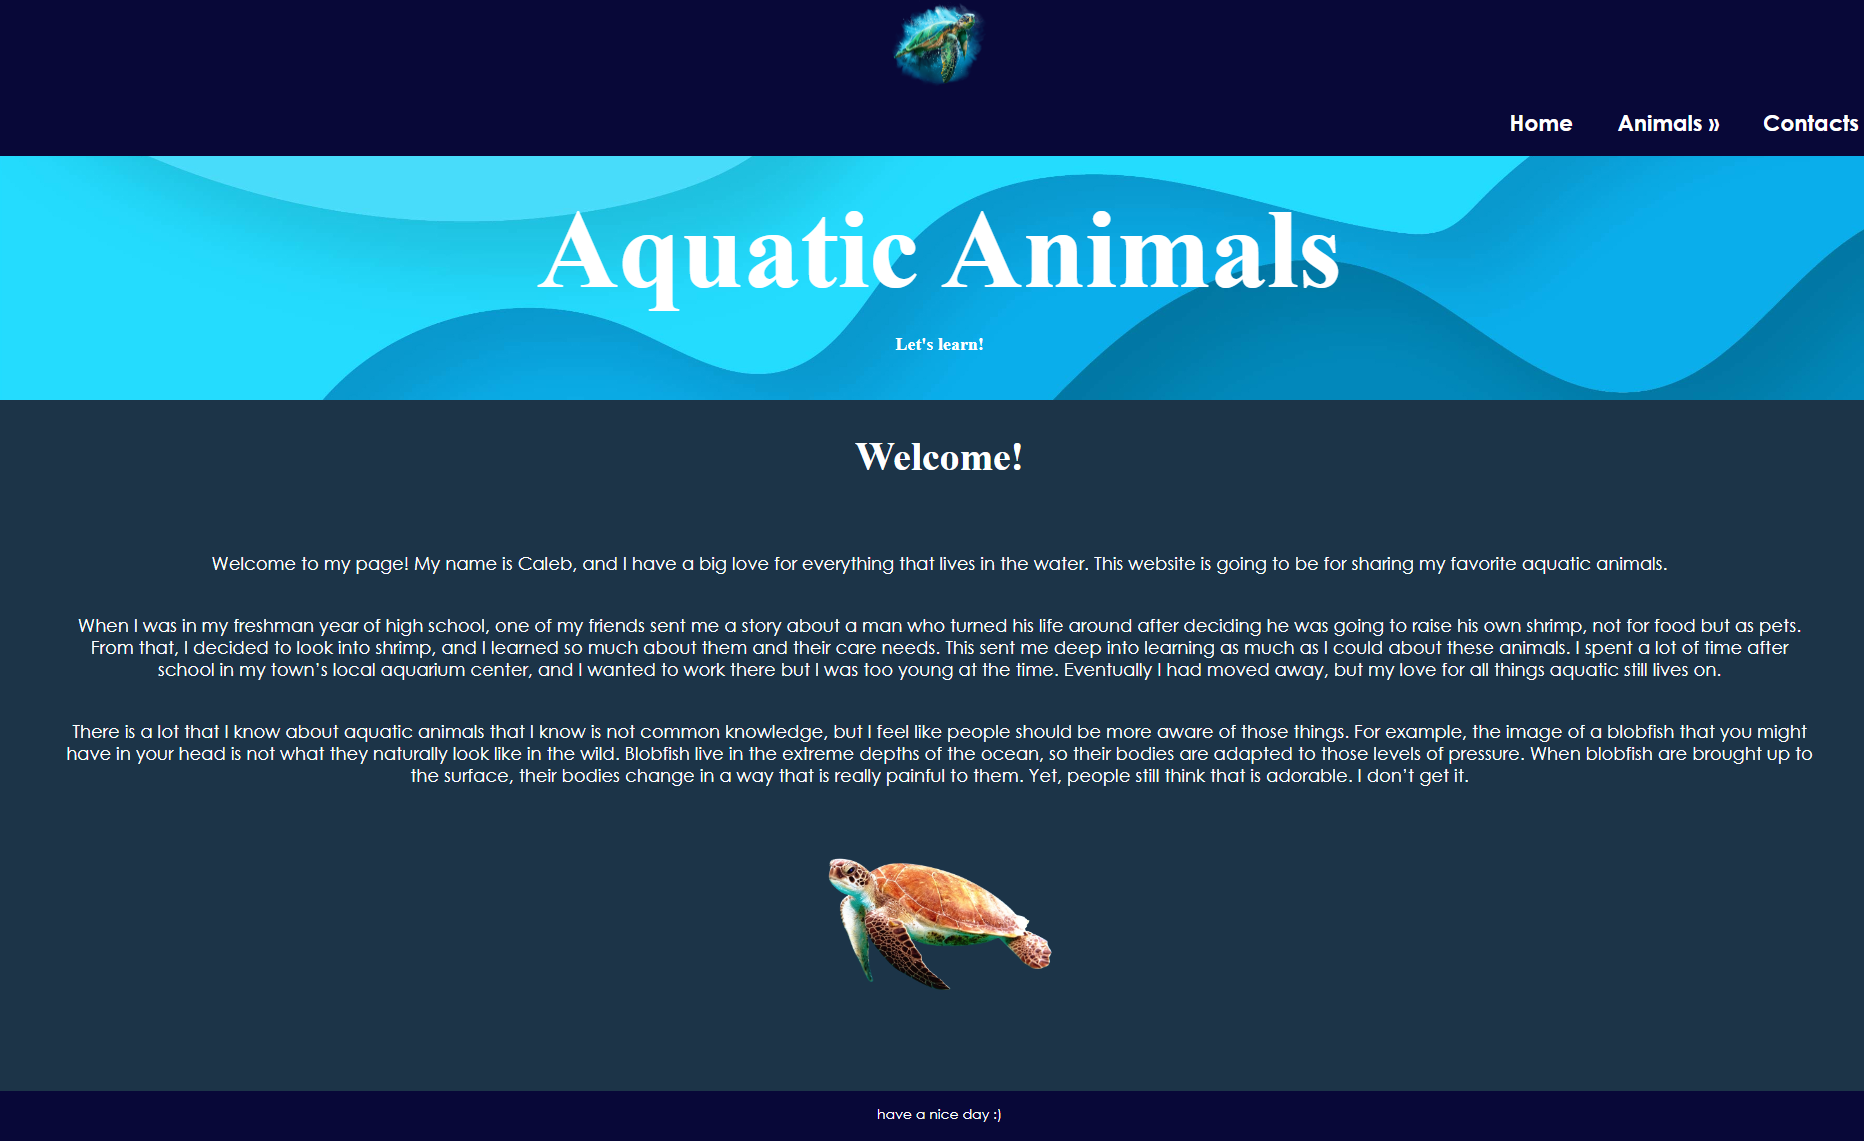 Home Animals » Contacts
Aquatic Animals
Let's learn!
Welcome!
Welcome to my page! My name is Caleb, and I have a big love for everything that lives in the water. This website is going to be for sharing my favorite aquatic animals.
When I was in my freshman year of high school, one of my friends sent me a story about a man who turned his life around after deciding he was going to raise his own shrimp, not for food but as pets.
From that, I decided to look into shrimp, and I learned so much about them and their care needs. This sent me deep into learning as much as I could about these animals. I spent a lot of time after
school in my town’s local aquarium center, and I wanted to work there but I was too young at the time. Eventually I had moved away, but my love for all things aquatic still lives on.
There is a lot that I know about aquatic animals that I know is not common knowledge, but I feel like people should be more aware of those things. For example, the image of a blobfish that you might
have in your head is not what they naturally look like in the wild. Blobfish live in the extreme depths of the ocean, so their bodies are adapted to those levels of pressure. When blobfish are brought up to
the surface, their bodies change in a way that is really painful to them. Yet, people still think that is adorable. I don’t get it.
have a nice day :)